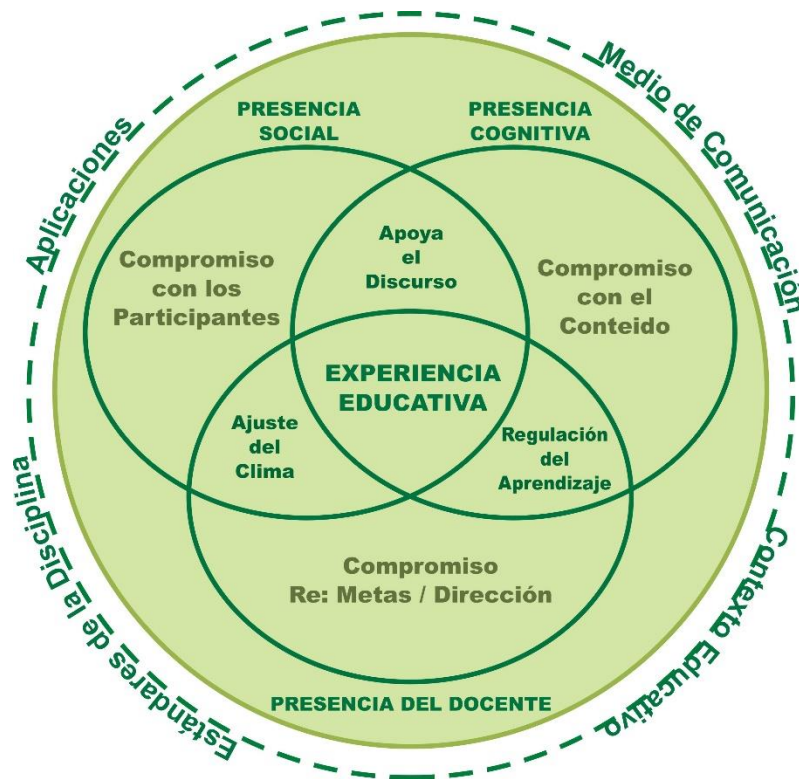 Aplicaciones
Medio de Comunicación
PRESENCIA
SOCIAL
PRESENCIA
COGNITIVA
Apoya
el
Discurso
Compromiso
con los
Participantes
Compromiso
con el
Conteido
EXPERIENCIA
EDUCATIVA
Ajuste
del
Clima
Regulación
del
Aprendizaje
Compromiso
Re: Metas / Dirección
PRESENCIA DEL DOCENTE
Estándares de la Disciplina
Contexto Educativo